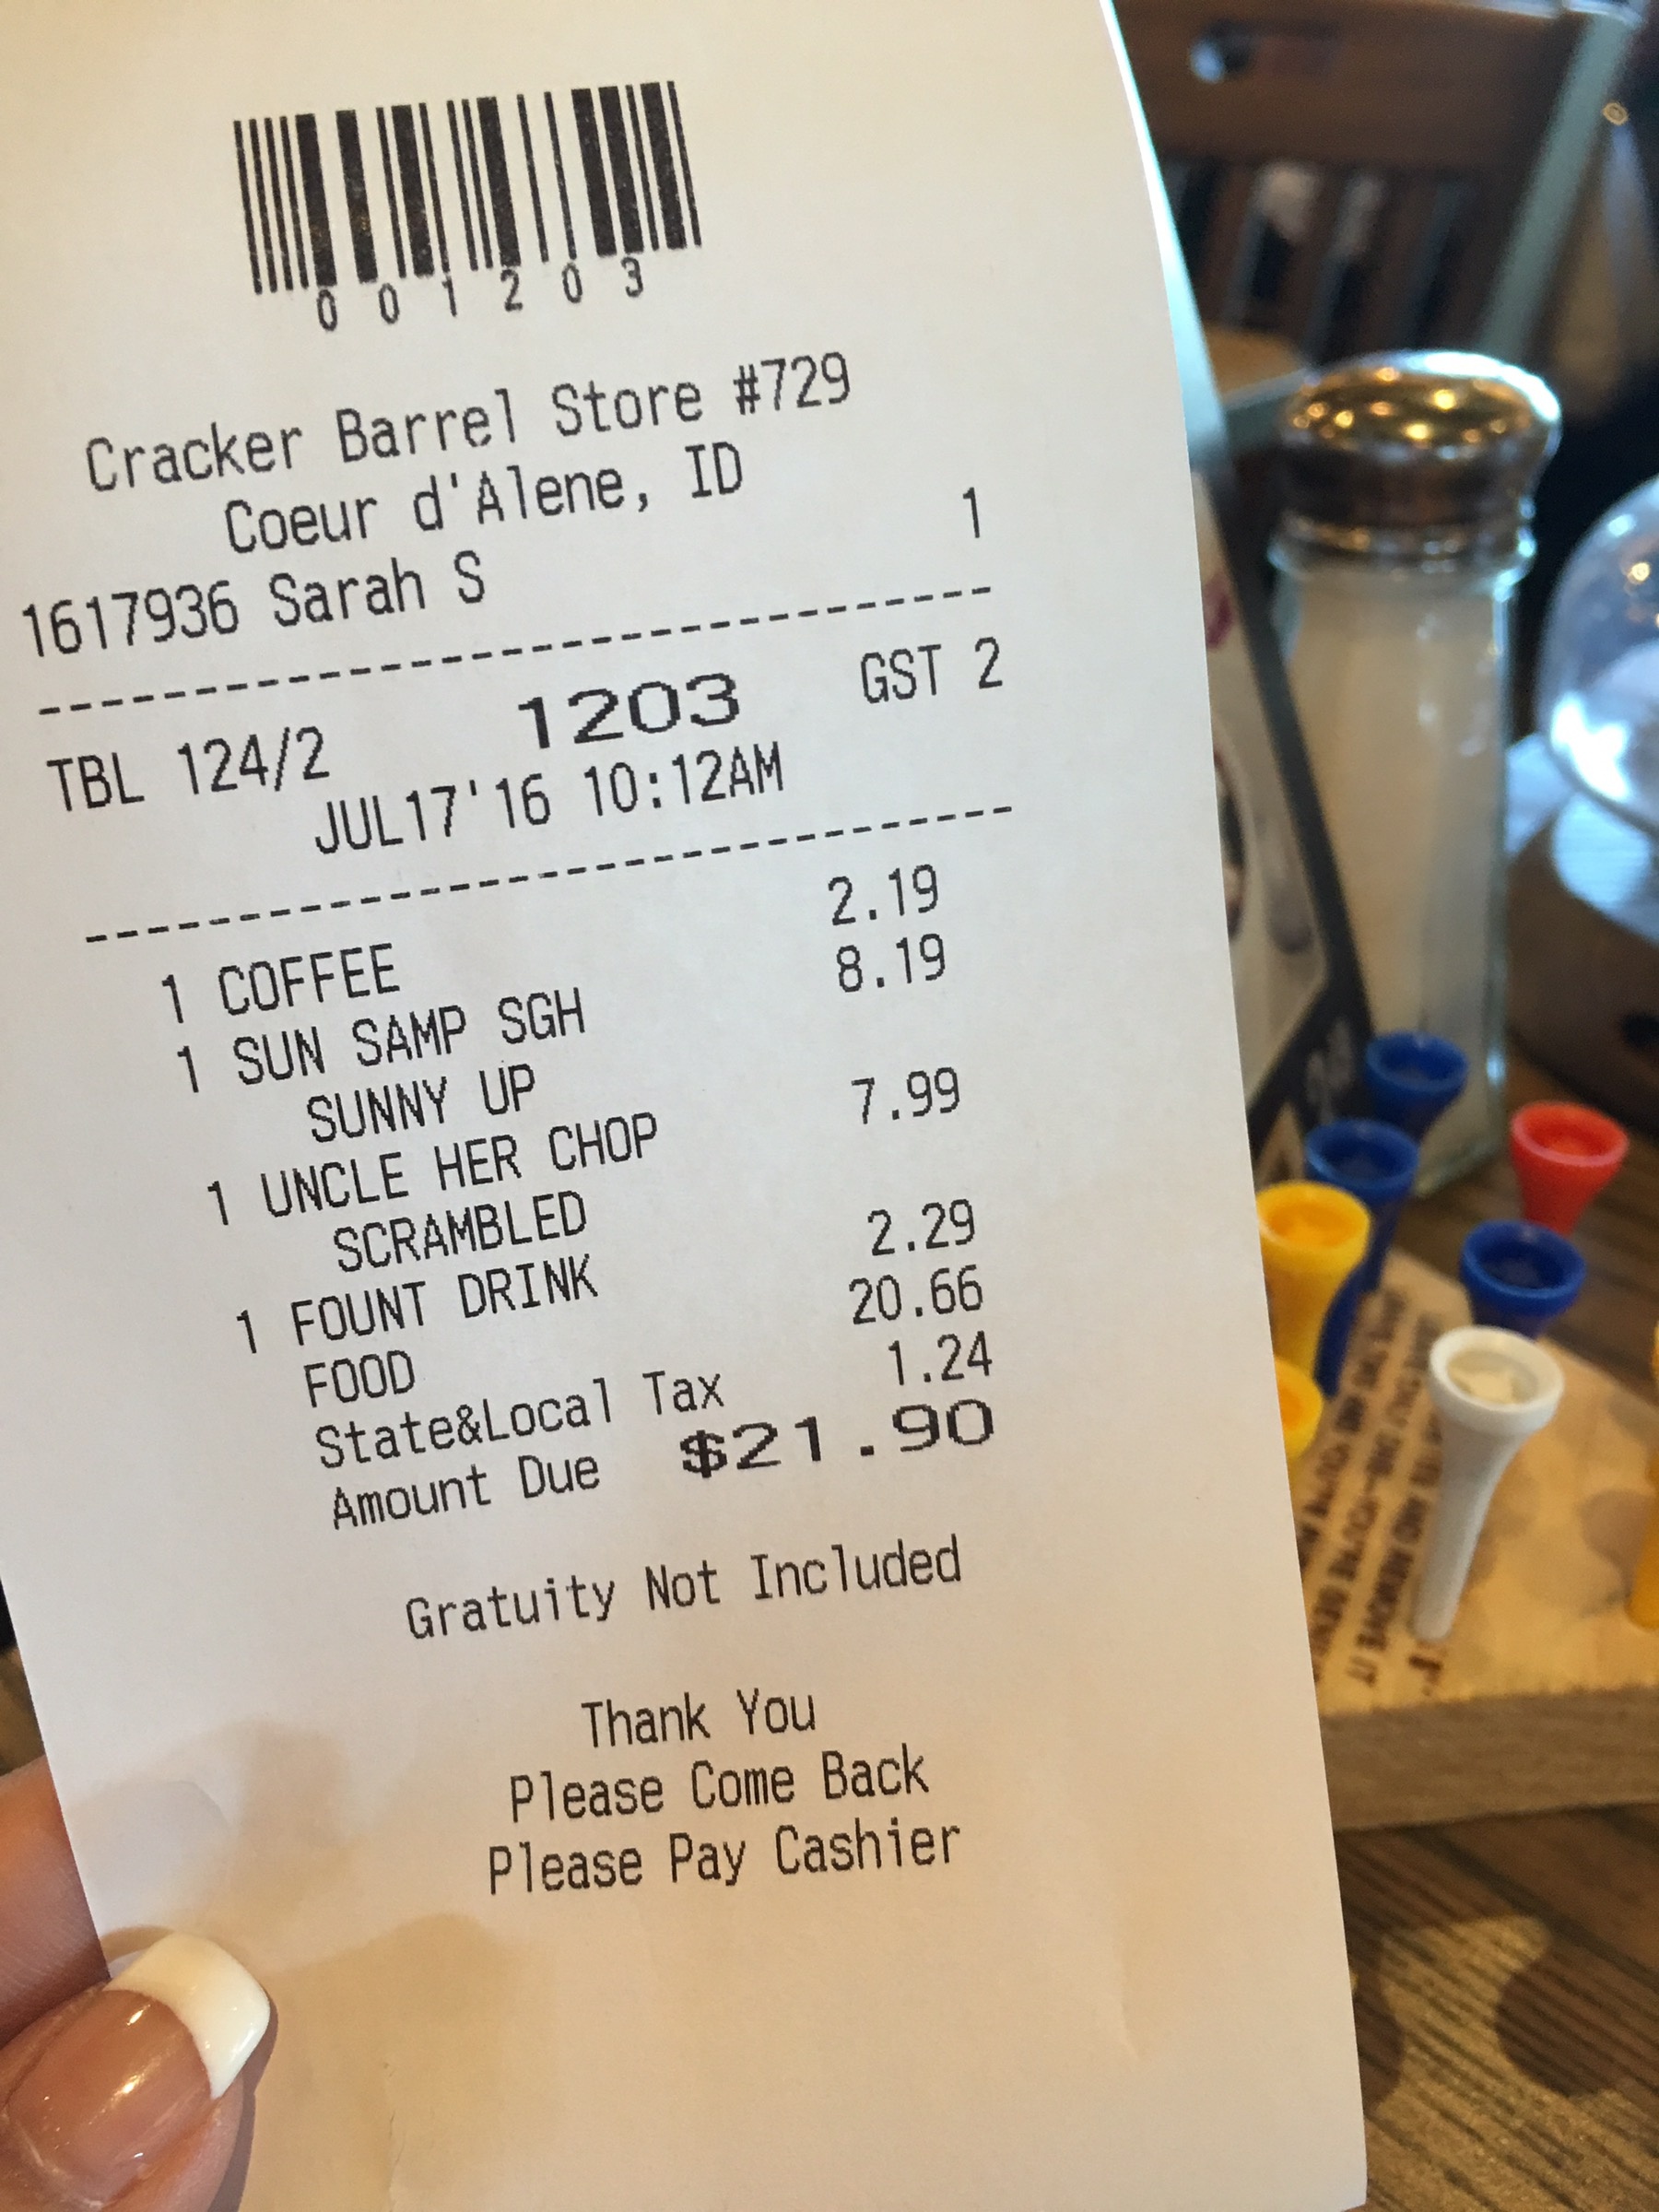 0 0 1 2 0 3
Cracker Barrel Store #729
Coeur d'Alene, ID
1617936 Sarah S 1
TBL 124/2 1203 GST 2
JUL17'16 10:12AM
1 COFFEE 2.19
1 SUN SAMP SGH 8.19
SUNNY UP
1 UNCLE HER CHOP 7.99
SCRAMBLED
1 FOUNT DRINK 2.29
FOOD 20.66
State&Local Tax 1.24
Amount Due $21.90
Gratuity Not Included
Thank You
Please Come Back
Please Pay Cashier